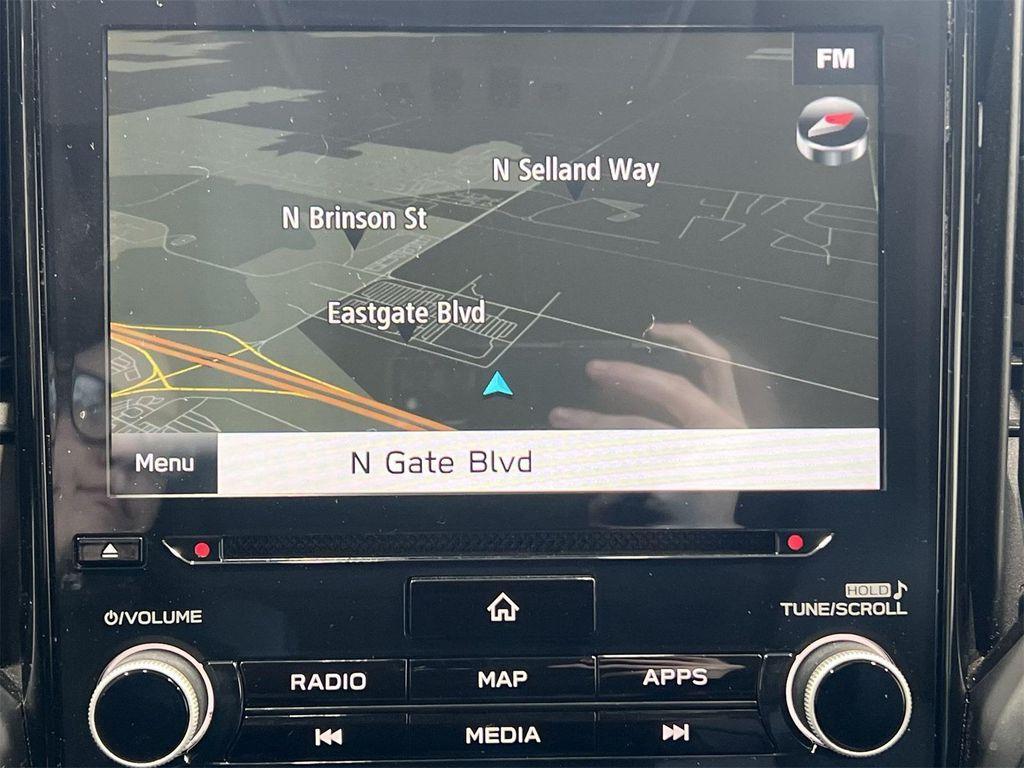 FM
N Selland Way
N Brinson St
Eastgate Blvd
Menu
N Gate Blvd
/VOLUME
HOLD
TUNE/SCROLL
RADIO
MAP
APPS
MEDIA